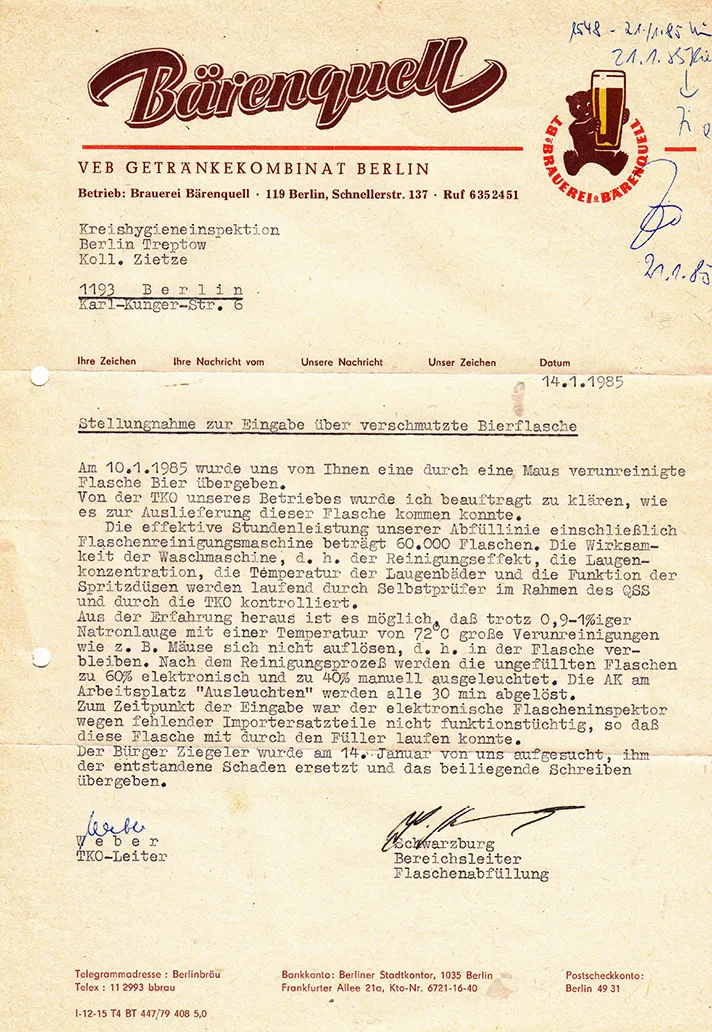 1548 - 21/1.85
21.1.85
Bärenquell
BT BRAUEREI BÄRENQUELL
VEB GETRÄNKEKOMBINAT BERLIN
Betrieb: Brauerei Bärenquell · 119 Berlin, Schnellerstr. 137 · Ruf 6352451
21.1.85
Kreishygieneinspektion
Berlin Treptow
Koll. Zietze
1193 B e r l i n
Karl-Kunger-Str. 6
Ihre Zeichen Ihre Nachricht vom Unsere Nachricht Unser Zeichen Datum
14.1.1985
Stellungnahme zur Eingabe über verschmutzte Bierflasche
Am 10.1.1985 wurde uns von Ihnen eine durch eine Maus verunreinigte
Flasche Bier übergeben.
Von der TKO unseres Betriebes wurde ich beauftragt zu klären, wie
es zur Auslieferung dieser Flasche kommen konnte.
Die effektive Stundenleistung unserer Abfüllinie einschließlich
Flaschenreinigungsmaschine beträgt 60.000 Flaschen. Die Wirksam-
keit der Waschmaschine, d. h. der Reinigungseffekt, die Laugen-
konzentration, die Temperatur der Laugenbäder und die Funktion der
Spritzdüsen werden laufend durch Selbstprüfer im Rahmen des QSS
und durch die TKO kontrolliert.
Aus der Erfahrung heraus ist es möglich, daß trotz 0,9-1%iger
Natronlauge mit einer Temperatur von 72°C große Verunreinigungen
wie z. B. Mäuse sich nicht auflösen, d. h. in der Flasche ver-
bleiben. Nach dem Reinigungsprozeß werden die ungefüllten Flaschen
zu 60% elektronisch und zu 40% manuell ausgeleuchtet. Die AK am
Arbeitsplatz "Ausleuchten" werden alle 30 min abgelöst.
Zum Zeitpunkt der Eingabe war der elektronische Flascheninspektor
wegen fehlender Importersatzteile nicht funktionstüchtig, so daß
diese Flasche mit durch den Füller laufen konnte.
Der Bürger Ziegeler wurde am 14. Januar von uns aufgesucht, ihm
der entstandene Schaden ersetzt und das beiliegende Schreiben
übergeben.
Weber
W e b e r
TKO-Leiter
Schwarzburg
Bereichsleiter
Flaschenabfüllung
Telegrammadresse : Berlinbräu
Telex : 11 2993 bbrau
Bankkonto: Berliner Stadtkontor, 1035 Berlin
Frankfurter Allee 21a, Kto-Nr. 6721-16-40
Postscheckkonto:
Berlin 49 31
I-12-15 T4 BT 447/79 408 5,0